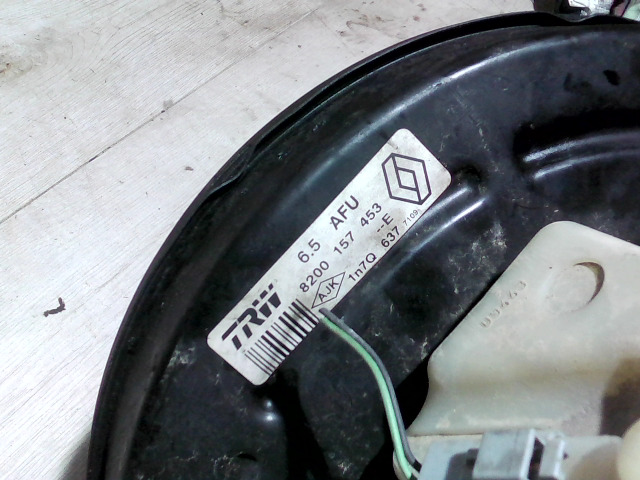 TRW
6.5 AFU
8200 157 453
--E
AJK
1n7Q 637